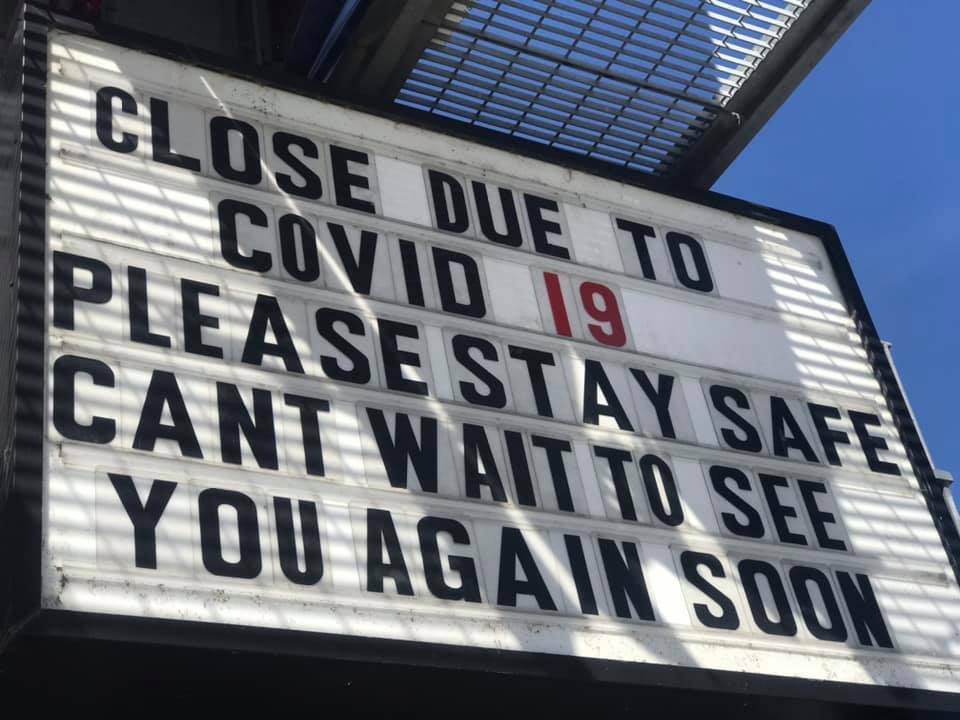 CLOSE DUE TO
COVID 19
PLEASE STAY SAFE
CANT WAIT TO SEE
YOU AGAIN SOON